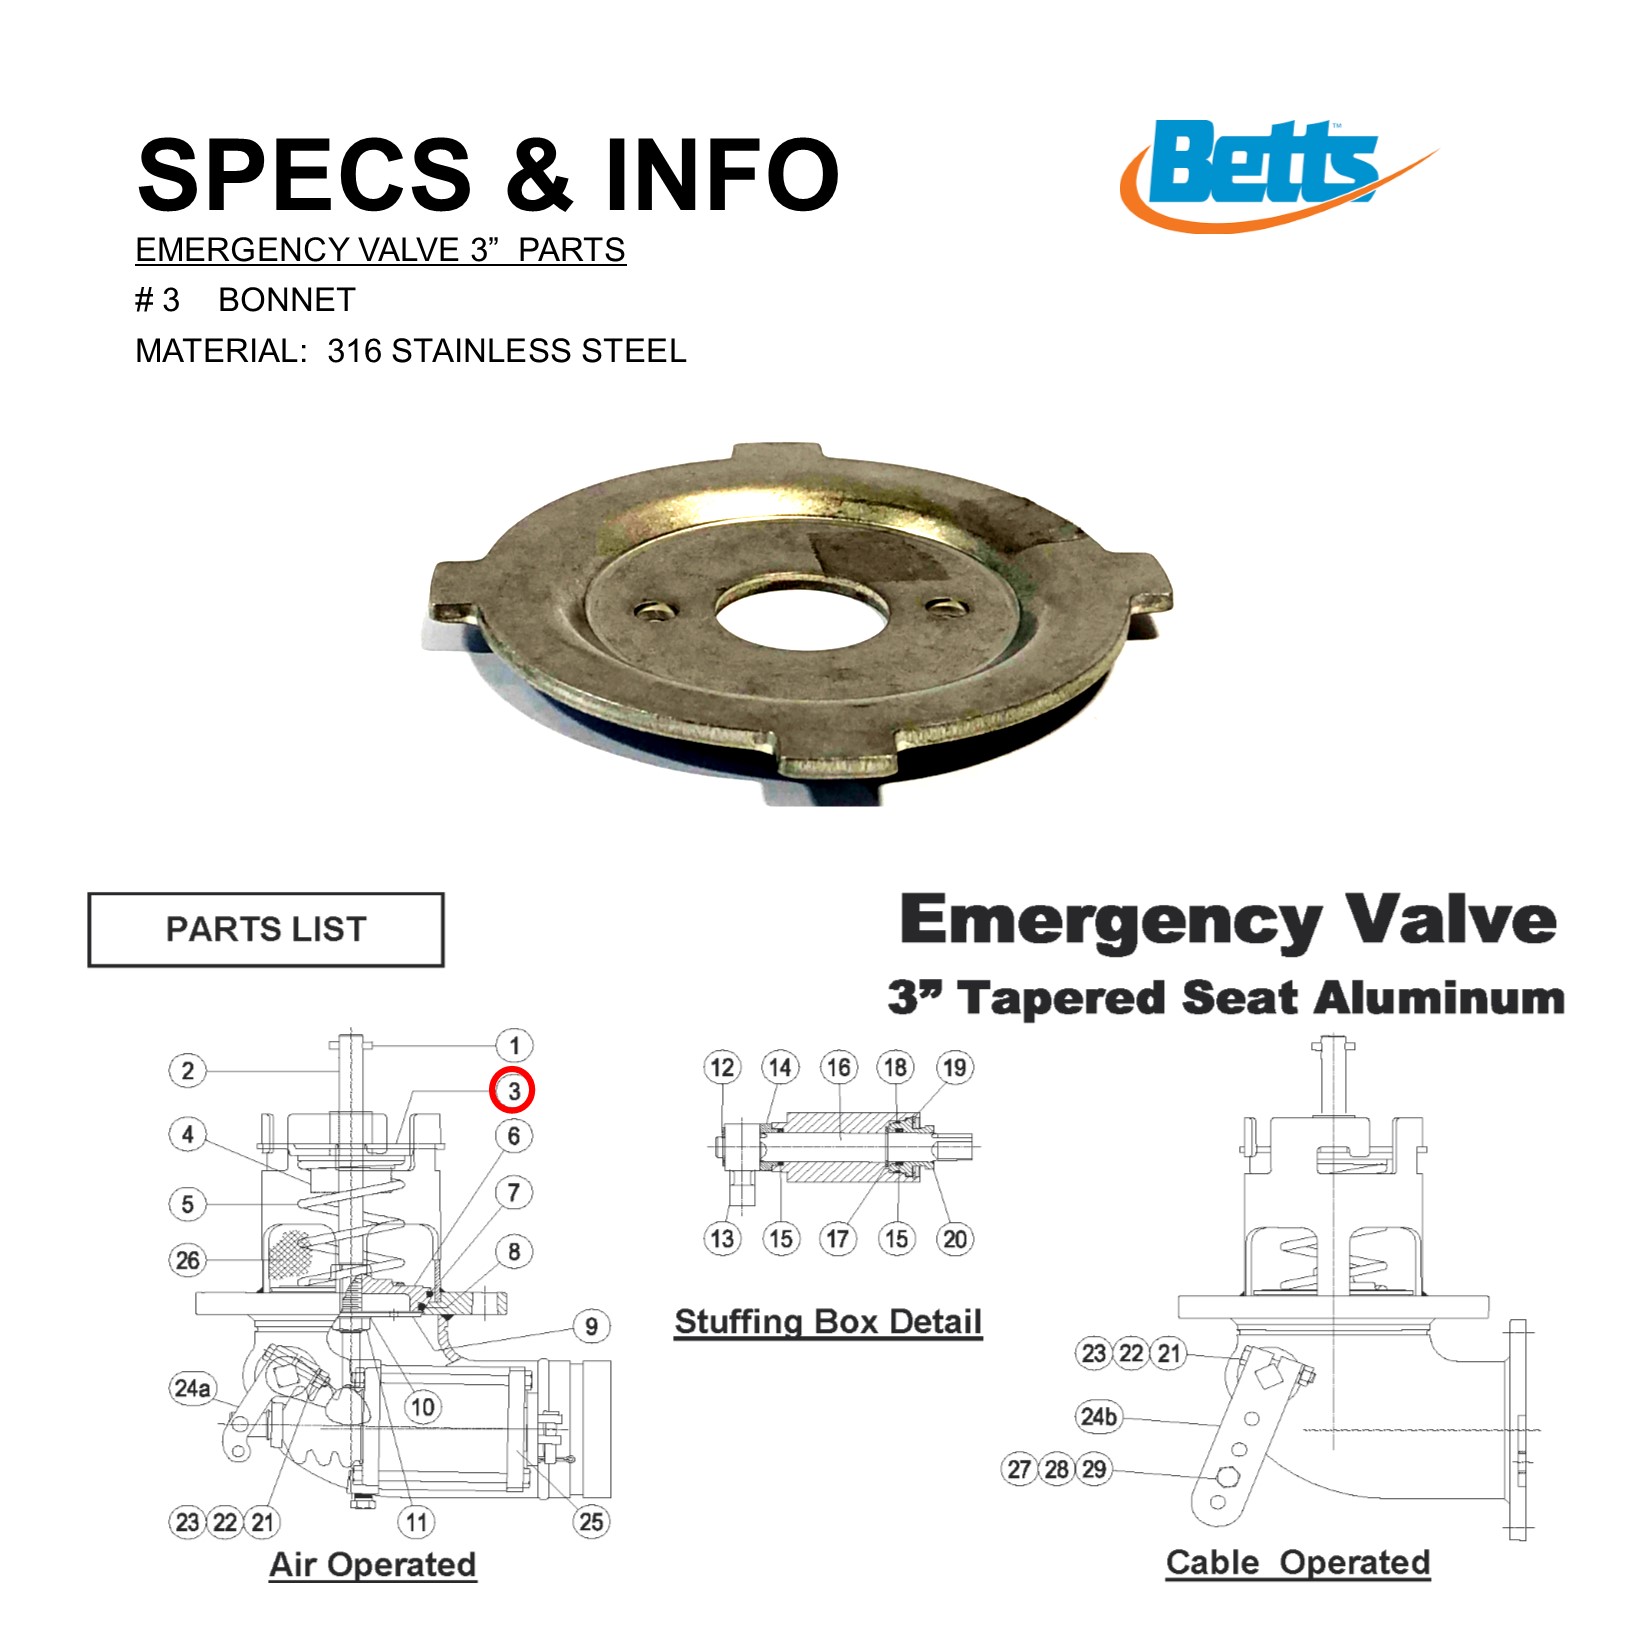 SPECS & INFO
Betts™
EMERGENCY VALVE 3” PARTS
# 3 BONNET
MATERIAL: 316 STAINLESS STEEL
PARTS LIST
Emergency Valve
3” Tapered Seat Aluminum
1
2
3
4
6
5
7
26
8
9
24a
10
23 22 21
11
25
Air Operated
12 14 16 18 19
13 15 17 15 20
Stuffing Box Detail
23 22 21
24b
27 28 29
Cable Operated